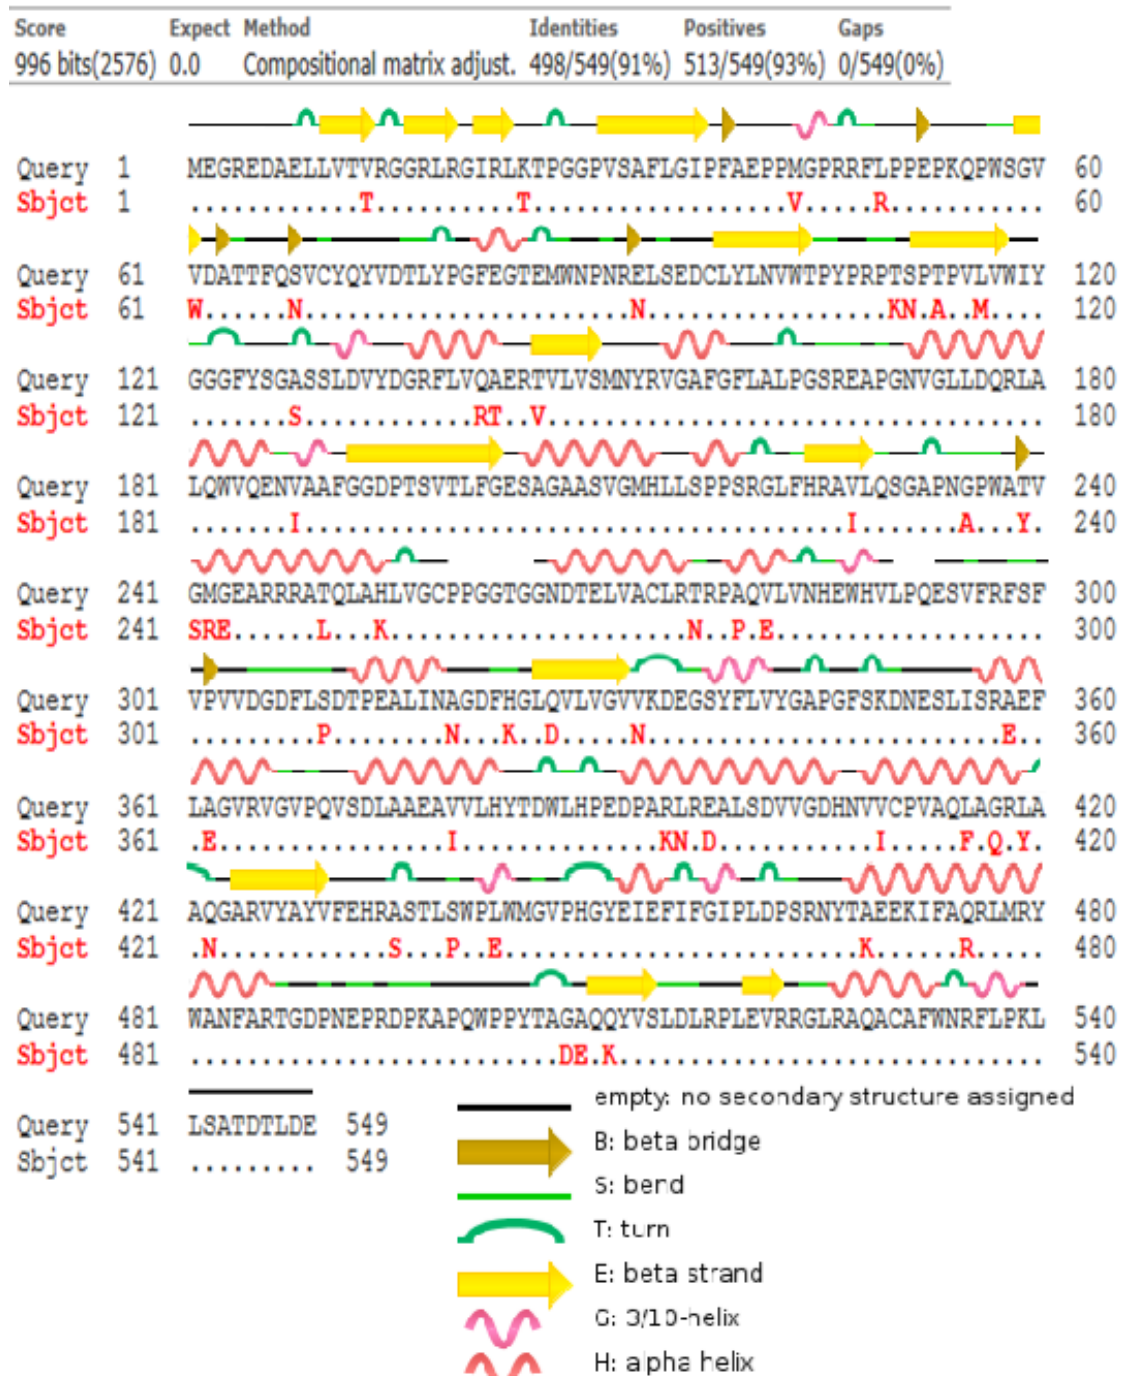 Score Expect Method Identities Positives Gaps
996 bits(2576) 0.0 Compositional matrix adjust. 498/549(91%) 513/549(93%) 0/549(0%)
Query 1 MEGREDAELLVTVRGGRLRGIRLKTPGGPVSAFLGIPFAEPPMGPRRFLPPEPKQPWSGV 60
Sbjct 1 ............T..........T..................V.....R........... 60
Query 61 VDATTFQSVCYQYVDTLYPGFEGTEMWNPNRELSEDCLYLNVWTPYPRPTSPTPVLVWIY 120
Sbjct 61 W......N.......................N.................KN.A..M.... 120
Query 121 GGGFYSGASSLDVYDGRFLVQAERTVLVSMNYRVGAFGFLALPGSREAPGNVGLLDQRLA 180
Sbjct 121 .......S............RT..V................................... 180
Query 181 LQWVQENVAAFGGDPTSVTLFGESAGAASVGMHLLSPPSRGLFHRAVLQSGAPNGPWATV 240
Sbjct 181 .......I......................................I.......A...Y. 240
Query 241 GMGEARRRATQLAHLVGCPPGGTGGNDTELVACLRTRPAQVLVNHEWHVLPQESVFRFSF 300
Sbjct 241 SRE......L...K.....................N..P.E................... 300
Query 301 VPVVDGDFLSDTPEALINAGDFHGLQVLVGVVKDEGSYFLVYGAPGFSKDNESLISRAEF 360
Sbjct 301 .........P........N...K..D.....N.........................E.. 360
Query 361 LAGVRVGVPQVSDLAAEAVVLHYTDWLHPEDPARLREALSDVVGDHNVVCPVAQLAGRLA 420
Sbjct 361 .E................I..............KN.D...........I.....F.Q.Y. 420
Query 421 AQGARVYAYVFEHRASTLSWPLWMGVPHGYEIEFIFGIPLDPSRNYTAEEKIFAQRLMRY 480
Sbjct 421 .N............S...P..E.........................K......R..... 480
Query 481 WANFARTGDPNEPRDPKAPQWPPYTAGAQQYVSLDLRPLEVRRGLRAQACAFWNRFLPKL 540
Sbjct 481 ..........................DE.K.............................. 540
Query 541 LSATDTLDE 549
Sbjct 541 ......... 549
empty: no secondary structure assigned
B: beta bridge
S: bend
T: turn
E: beta strand
G: 3/10-helix
H: alpha helix